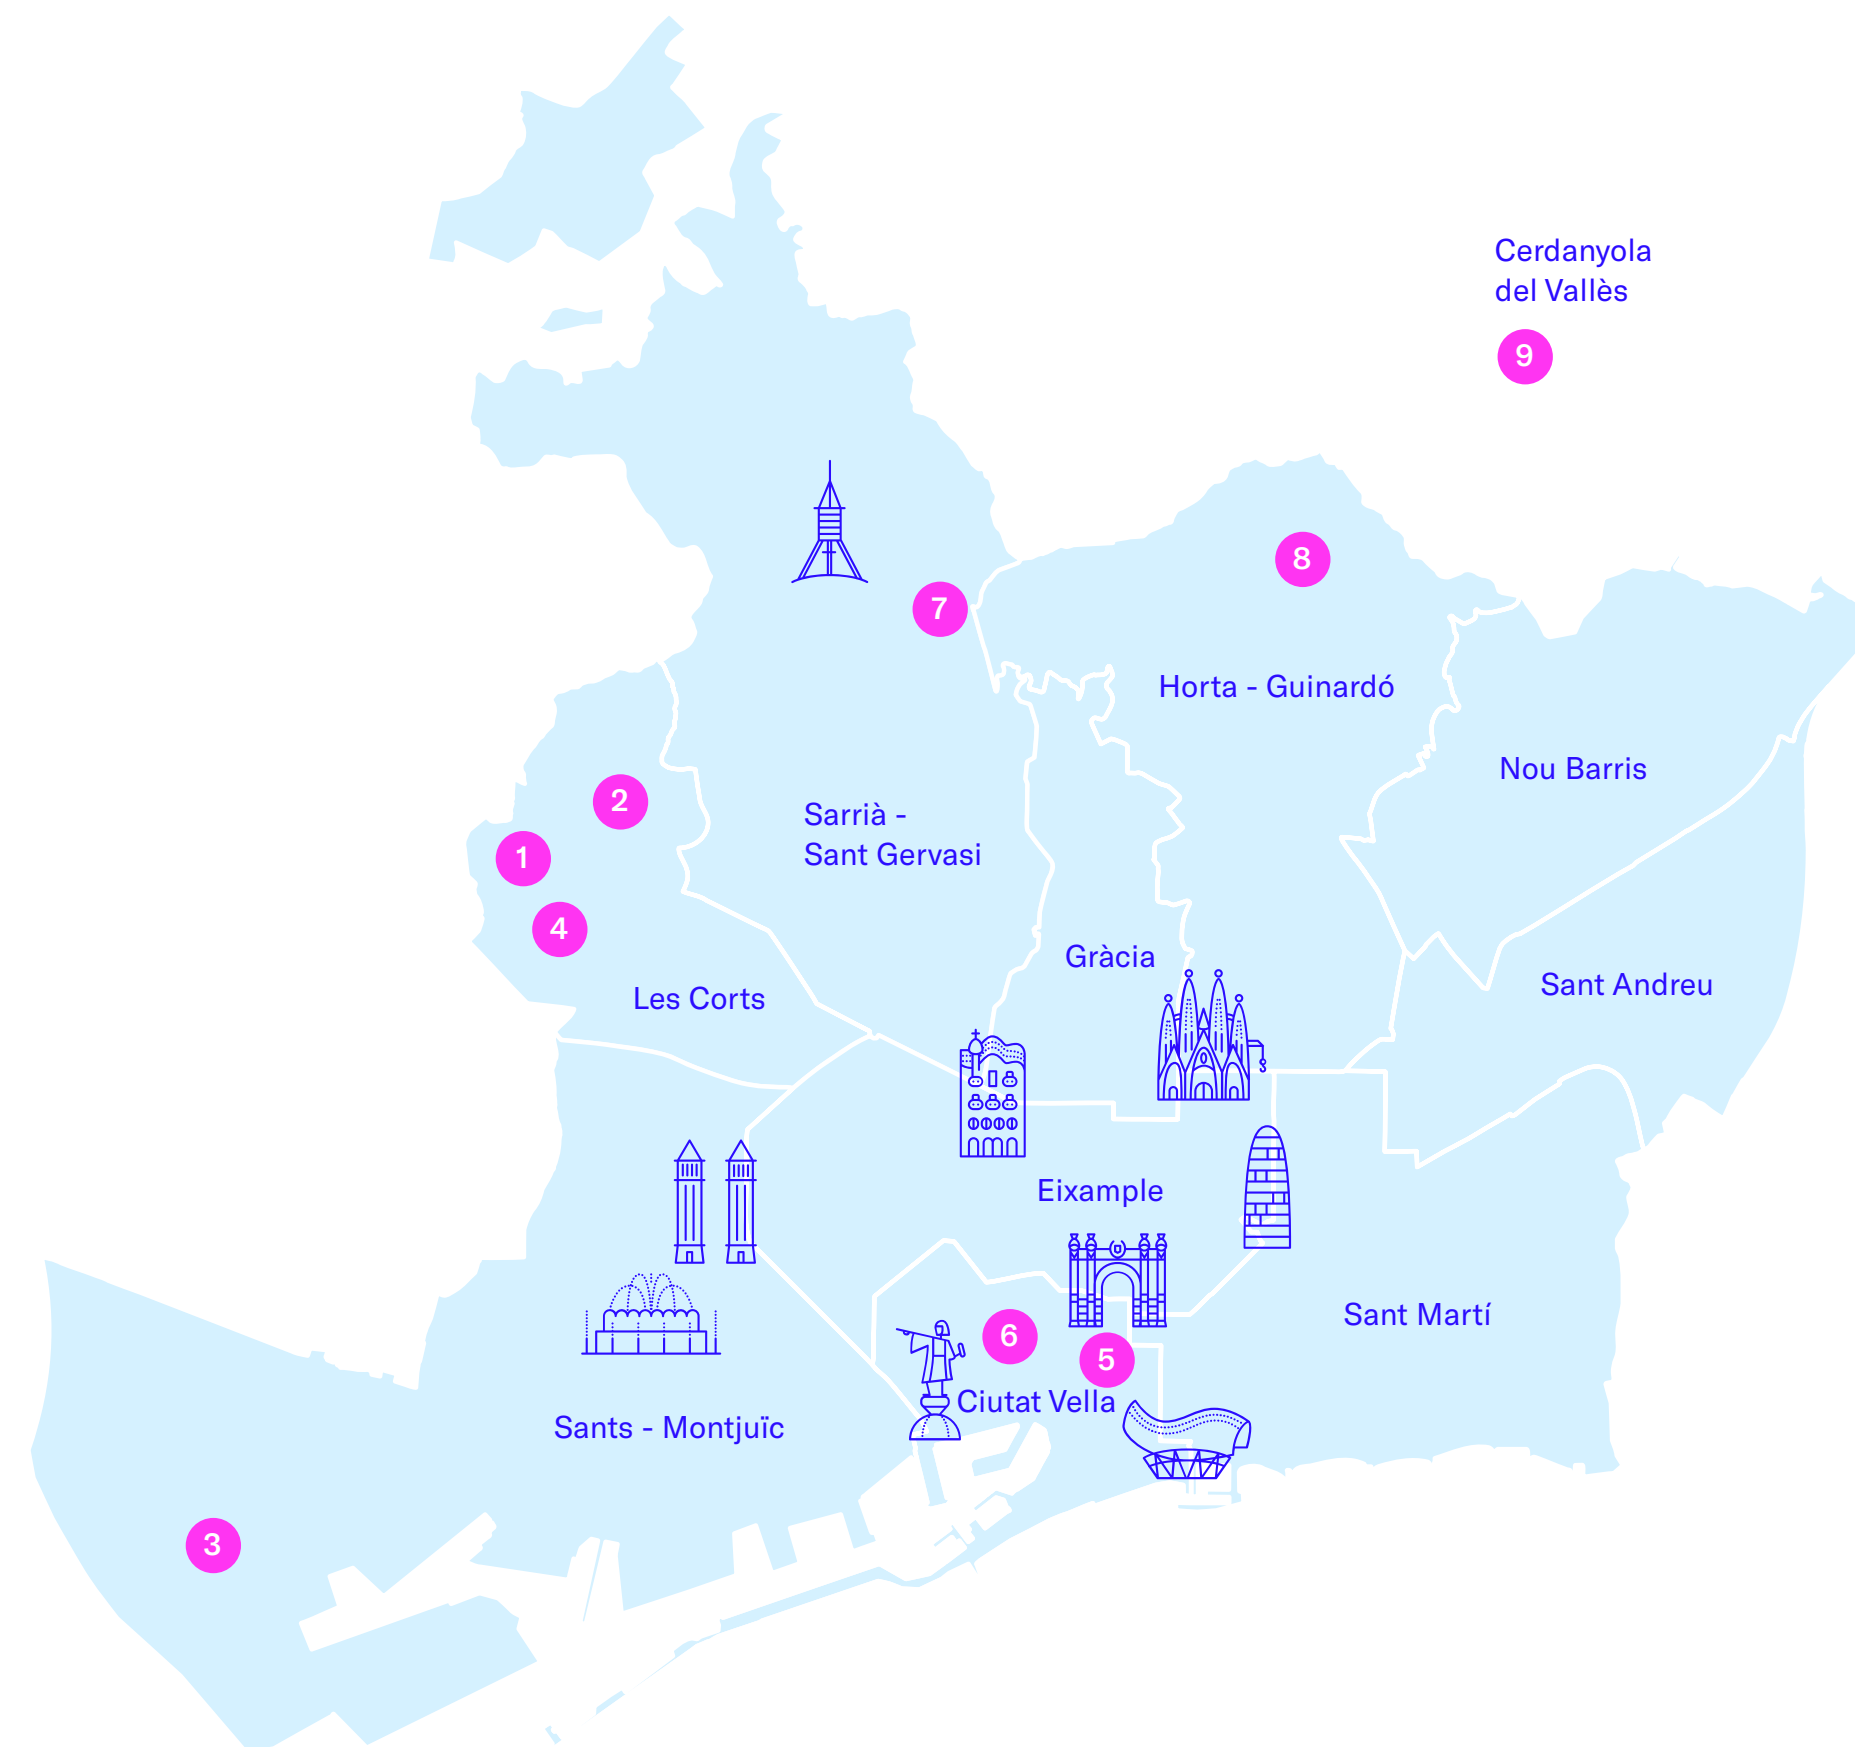 Cerdanyola
del Vallès
9
8
7
Horta - Guinardó
Nou Barris
2
Sarrià -
Sant Gervasi
1
4
Gràcia
Sant Andreu
Les Corts
Eixample
Sant Martí
6
5
Ciutat Vella
Sants - Montjuïc
3